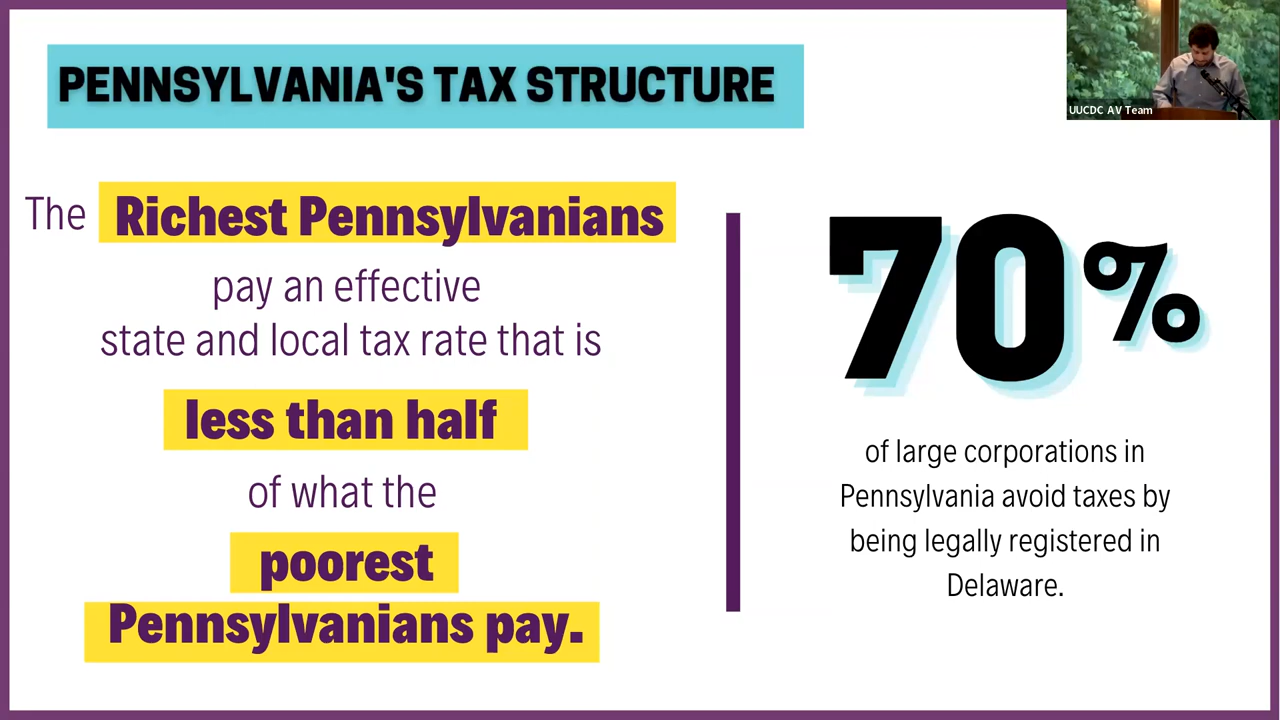 PENNSYLVANIA'S TAX STRUCTURE
UUCDC AV Team
The Richest Pennsylvanians
pay an effective
state and local tax rate that is
less than half
of what the
poorest
Pennsylvanians pay.
70%
of large corporations in
Pennsylvania avoid taxes by
being legally registered in
Delaware.